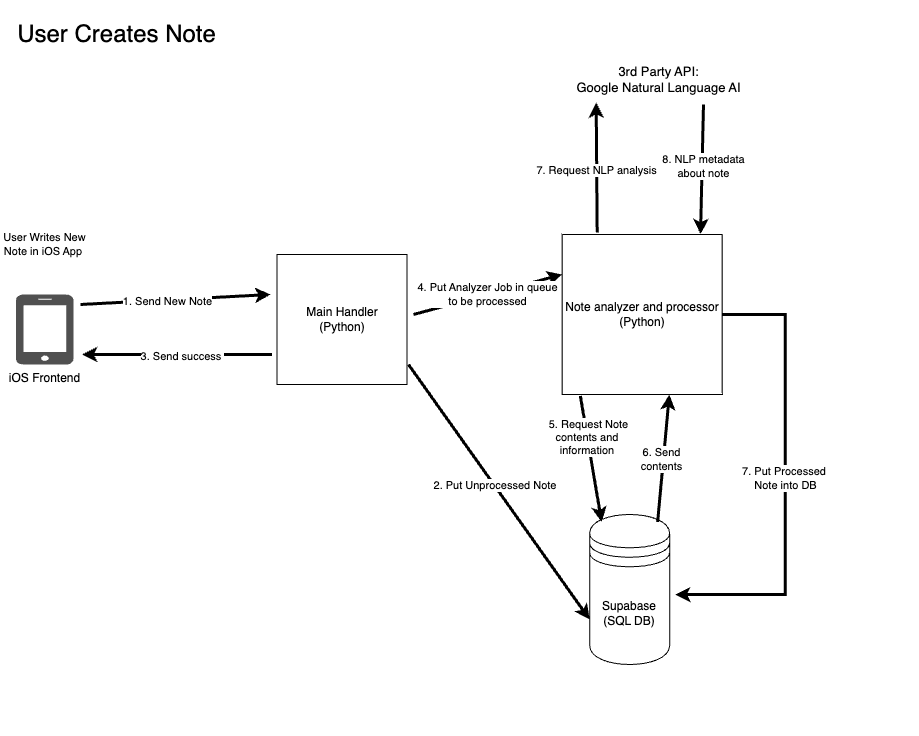 User Creates Note
3rd Party API:
Google Natural Language AI
7. Request NLP analysis
8. NLP metadata
about note
User Writes New
Note in iOS App
1. Send New Note
3. Send success
iOS Frontend
Main Handler
(Python)
4. Put Analyzer Job in queue
to be processed
Note analyzer and processor
(Python)
2. Put Unprocessed Note
5. Request Note
contents and
information
6. Send
contents
7. Put Processed
Note into DB
Supabase
(SQL DB)